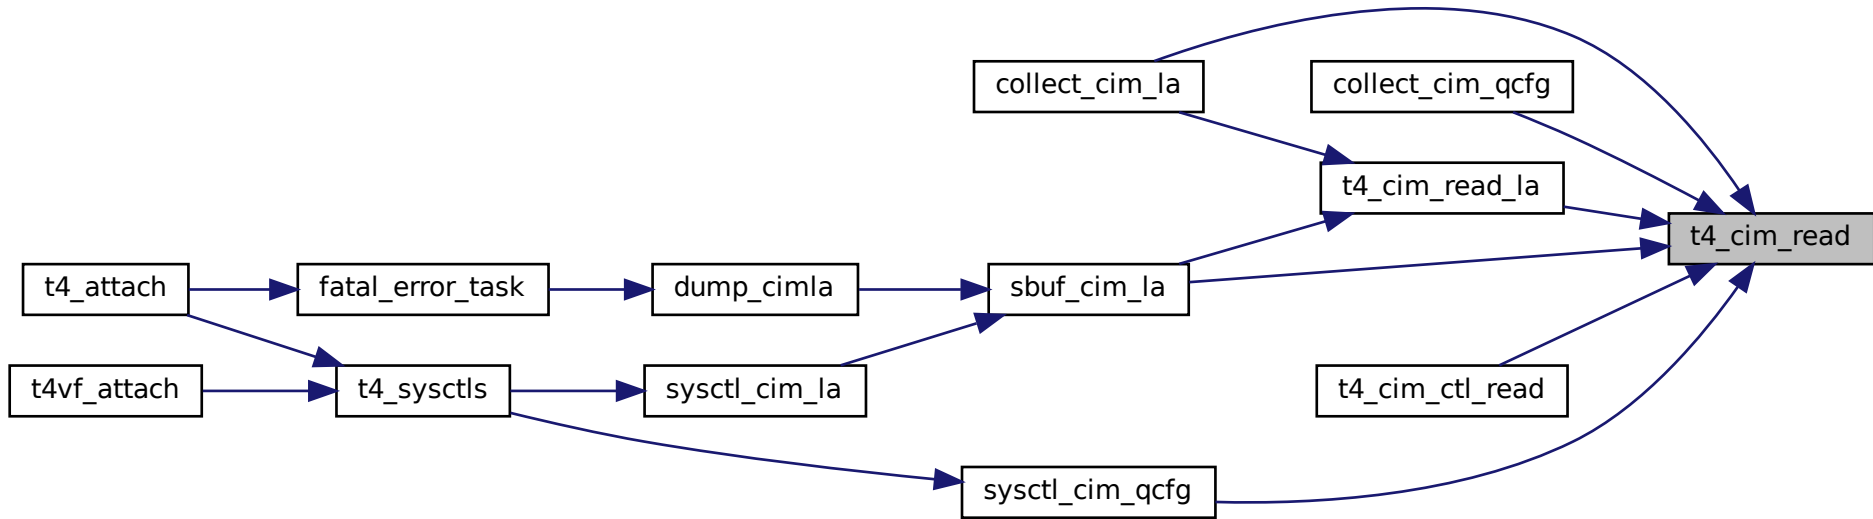 collect_cim_la
collect_cim_qcfg
t4_cim_read_la
t4_cim_read
t4_attach
fatal_error_task
dump_cimla
sbuf_cim_la
t4vf_attach
t4_sysctls
sysctl_cim_la
t4_cim_ctl_read
sysctl_cim_qcfg